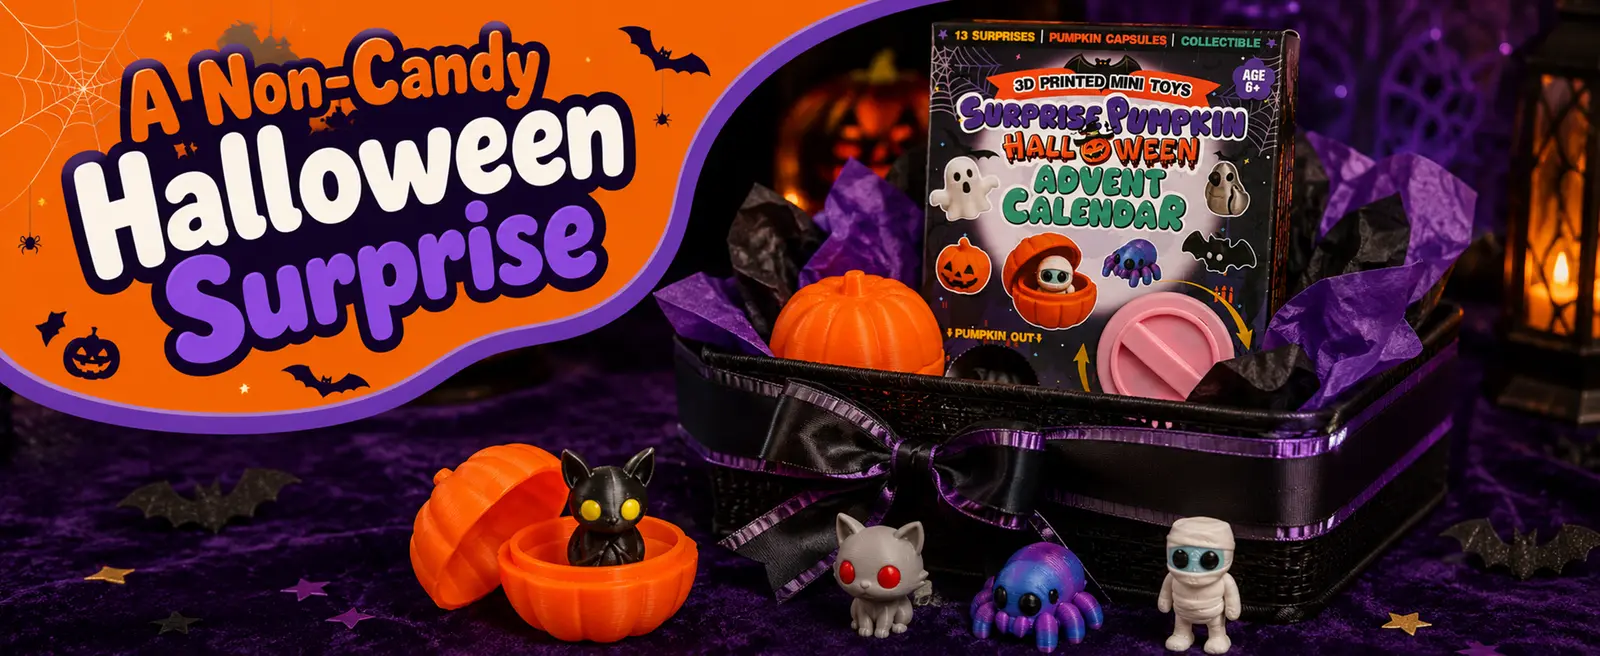 A Non-Candy
Halloween
Surprise
13 SURPRISES | PUMPKIN CAPSULES | COLLECTIBLE
3D PRINTED MINI TOYS
AGE
6+
SURPRISE PUMPKIN
HALLOWEEN
ADVENT
CALENDAR
PUMPKIN OUT